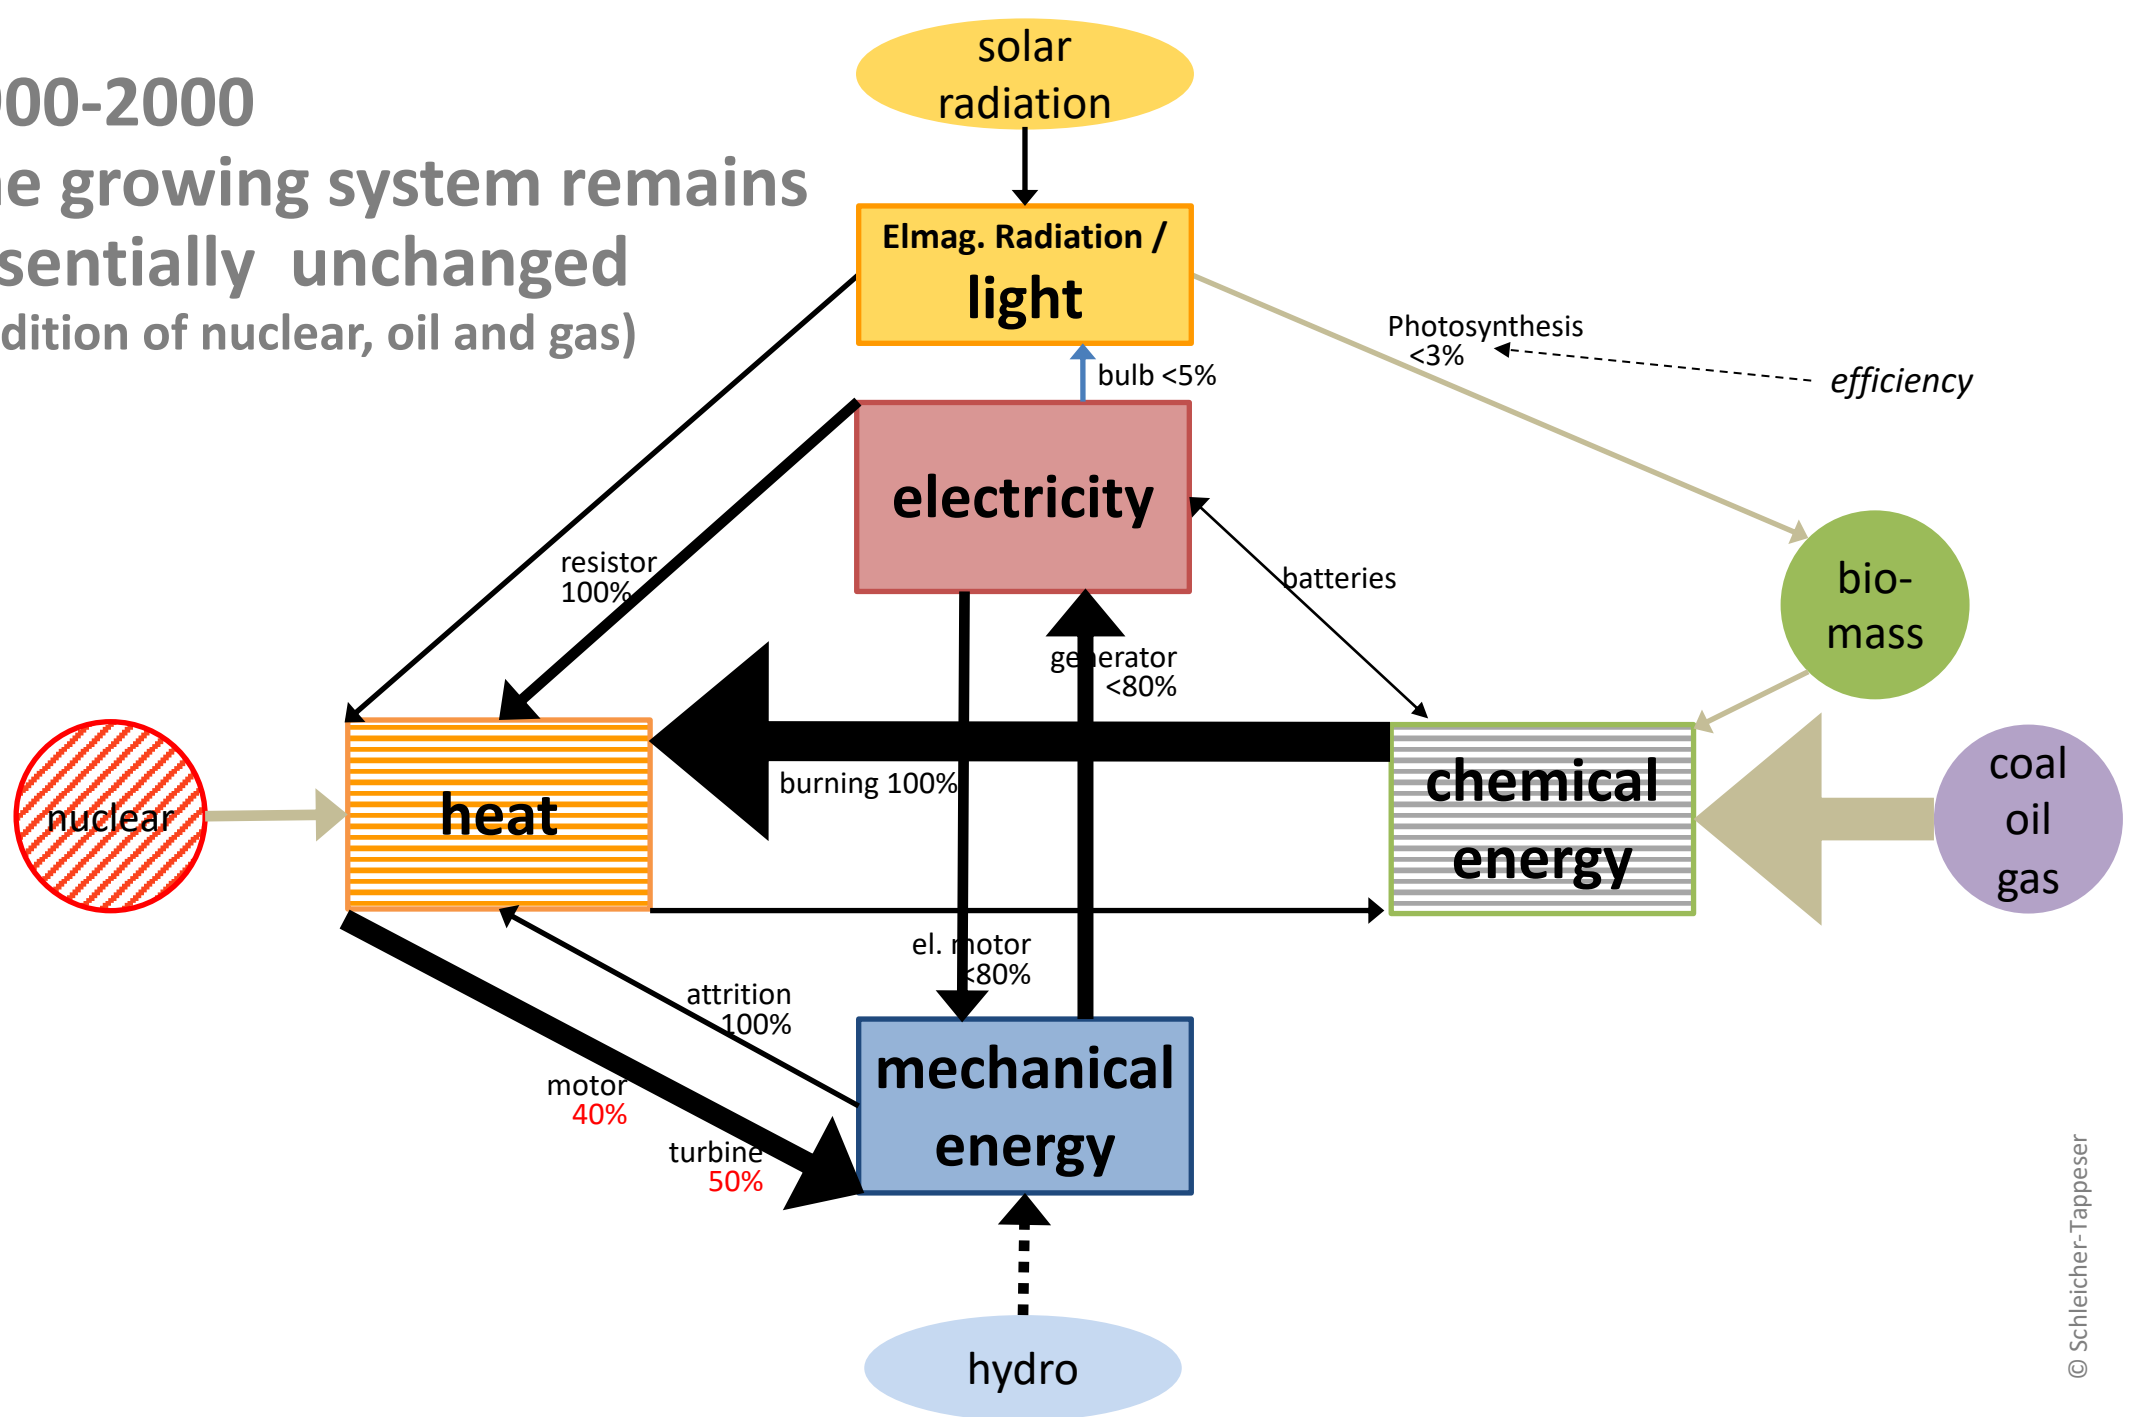 00-2000
e growing system remains
sentially unchanged
dition of nuclear, oil and gas)
solar
radiation
Elmag. Radiation /
light
bulb <5%
Photosynthesis
<3%
efficiency
electricity
resistor
100%
batteries
bio-
mass
generator
<80%
nuclear
heat
burning 100%
chemical
energy
coal
oil
gas
el. motor
<80%
attrition
100%
motor
40%
turbine
50%
mechanical
energy
hydro
© Schleicher-Tappeser